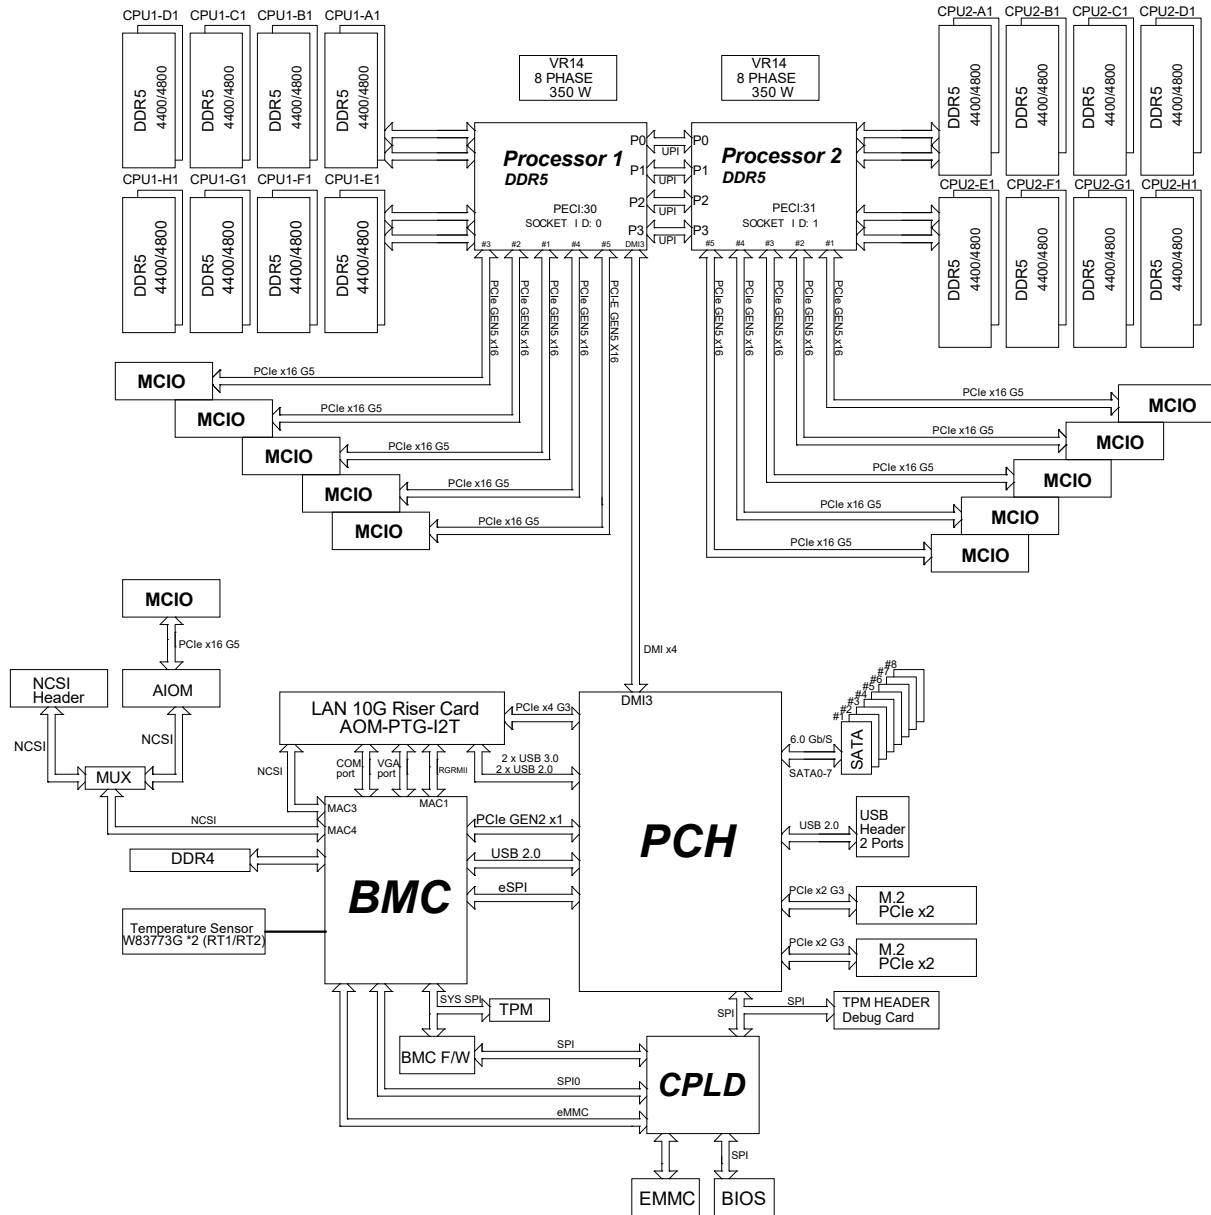 CPU1-D1 CPU1-C1 CPU1-B1 CPU1-A1
CPU2-A1 CPU2-B1 CPU2-C1 CPU2-D1
DDR5 4400/4800
DDR5 4400/4800
DDR5 4400/4800
DDR5 4400/4800
VR14
8 PHASE
350 W
VR14
8 PHASE
350 W
DDR5 4400/4800
DDR5 4400/4800
DDR5 4400/4800
DDR5 4400/4800
Processor 1
DDR5
PECI:30
SOCKET I D: 0
P0
P1
P2
P3
UPI
UPI
UPI
UPI
P0
P1
P2
P3
Processor 2
DDR5
PECI:31
SOCKET I D: 1
CPU1-H1 CPU1-G1 CPU1-F1 CPU1-E1
CPU2-E1 CPU2-F1 CPU2-G1 CPU2-H1
DDR5 4400/4800
DDR5 4400/4800
DDR5 4400/4800
DDR5 4400/4800
DDR5 4400/4800
DDR5 4400/4800
DDR5 4400/4800
DDR5 4400/4800
#3 #2 #1 #4 #5 DMI3
#5 #4 #3 #2 #1
PCIe GEN5 x16
PCIe GEN5 x16
PCIe GEN5 x16
PCIe GEN5 x16
PCI-E GEN5 X16
PCIe GEN5 x16
PCIe GEN5 x16
PCIe GEN5 x16
PCIe GEN5 x16
PCIe GEN5 x16
MCIO
PCIe x16 G5
MCIO
PCIe x16 G5
MCIO
PCIe x16 G5
MCIO
PCIe x16 G5
MCIO
PCIe x16 G5
PCIe x16 G5
MCIO
PCIe x16 G5
MCIO
PCIe x16 G5
MCIO
PCIe x16 G5
MCIO
PCIe x16 G5
MCIO
MCIO
PCIe x16 G5
AIOM
NCSI
Header
NCSI
NCSI
MUX
NCSI
DMI x4
LAN 10G Riser Card
AOM-PTG-I2T
PCIe x4 G3
2 x USB 3.0
2 x USB 2.0
NCSI
COM
port
VGA
port
RGRMII
MAC3
MAC1
MAC4
DMI3
PCH
#1 #2 #3 #4 #5 #6 #7 #8
6.0 Gb/S
SATA0-7
SATA
USB 2.0
USB
Header
2 Ports
PCIe GEN2 x1
USB 2.0
eSPI
DDR4
BMC
Temperature Sensor
W83773G *2 (RT1/RT2)
PCIe x2 G3
M.2
PCIe x2
PCIe x2 G3
M.2
PCIe x2
SYS SPI
TPM
BMC F/W
SPI
SPI
SPI
TPM HEADER
Debug Card
SPI0
eMMC
CPLD
SPI
EMMC
BIOS